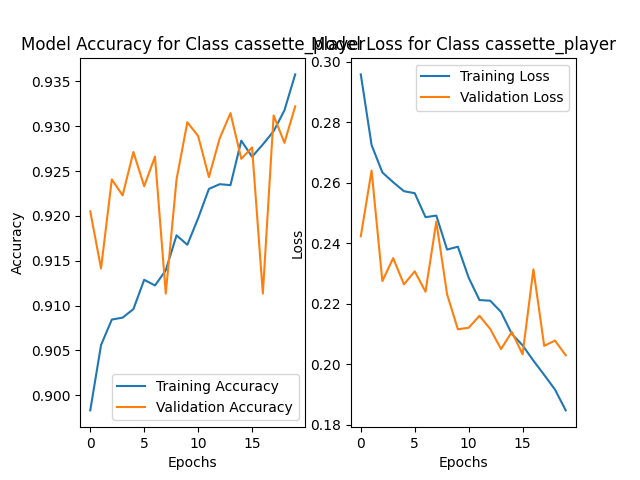 Model Accuracy for Class cassette_player
Model Loss for Class cassette_player
0.935
0.930
0.925
0.920
0.915
0.910
0.905
0.900
Accuracy
Training Accuracy
Validation Accuracy
0
5
10
15
Epochs
0.30
0.28
0.26
0.24
0.22
0.20
0.18
Loss
Training Loss
Validation Loss
0
5
10
15
Epochs